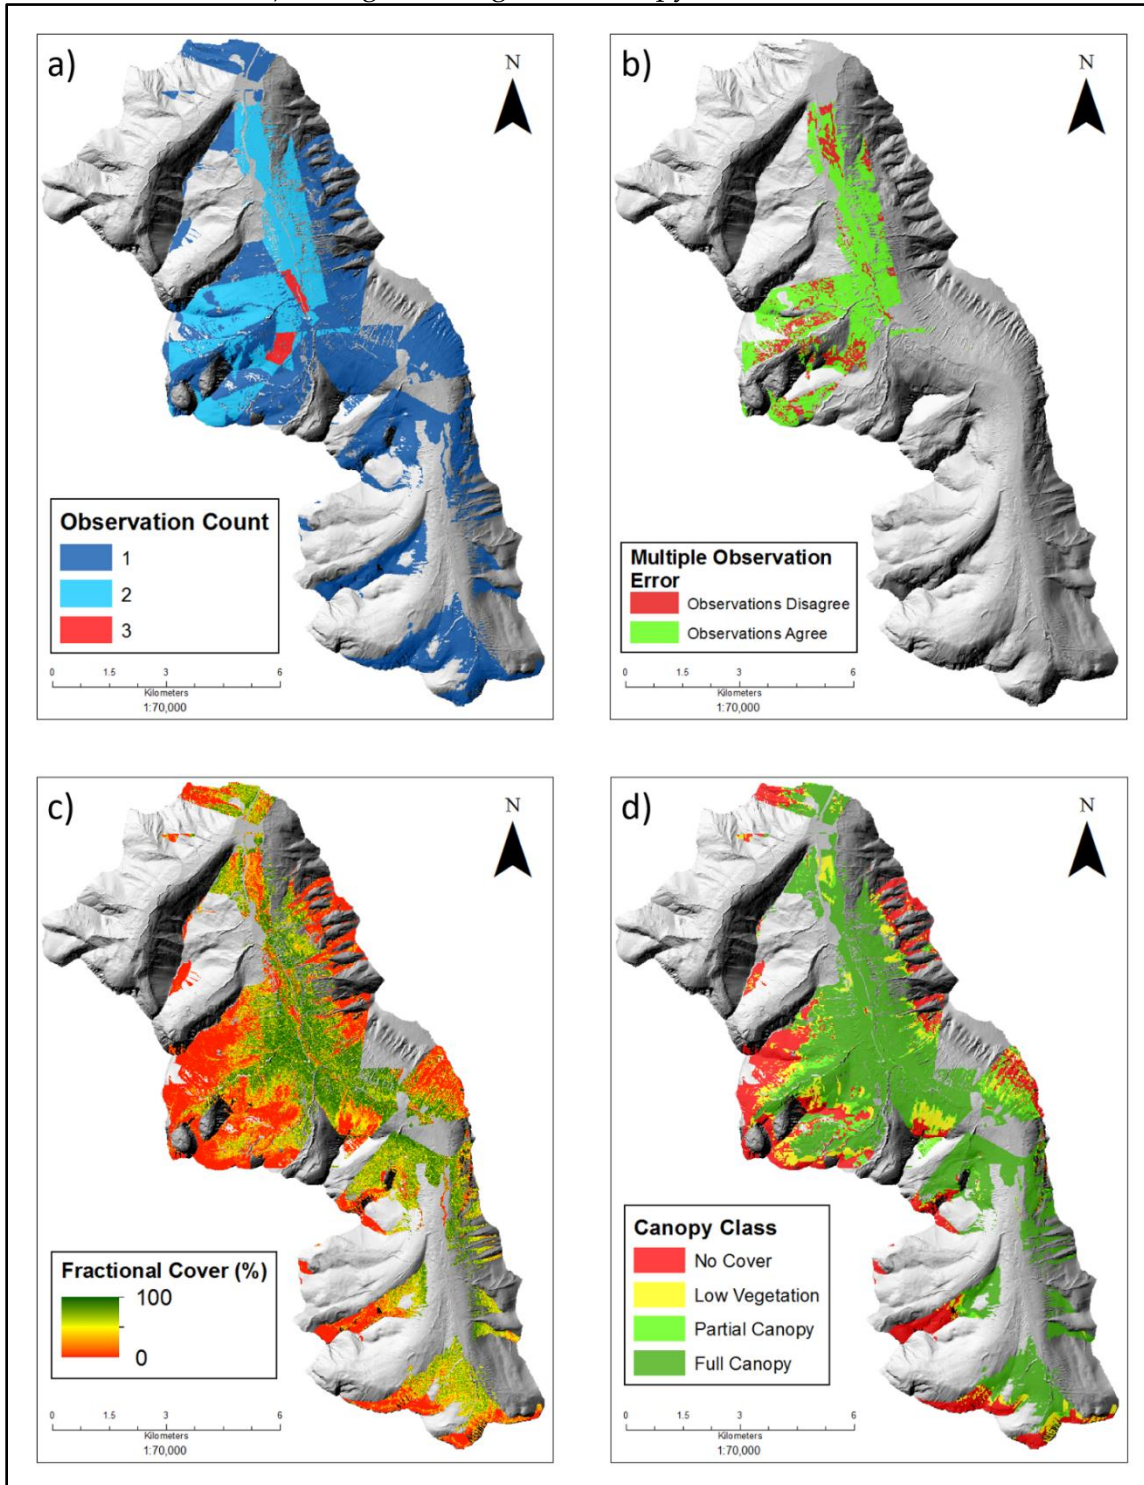 a)
N
Observation Count
1
2
3
0 1.5 3 6
Kilometers
1:70,000
b)
N
Multiple Observation
Error
Observations Disagree
Observations Agree
0 1.5 3 6
Kilometers
1:70,000
c)
N
Fractional Cover (%)
100
0
0 1.5 3 6
Kilometers
1:70,000
d)
N
Canopy Class
No Cover
Low Vegetation
Partial Canopy
Full Canopy
0 1.5 3 6
Kilometers
1:70,000